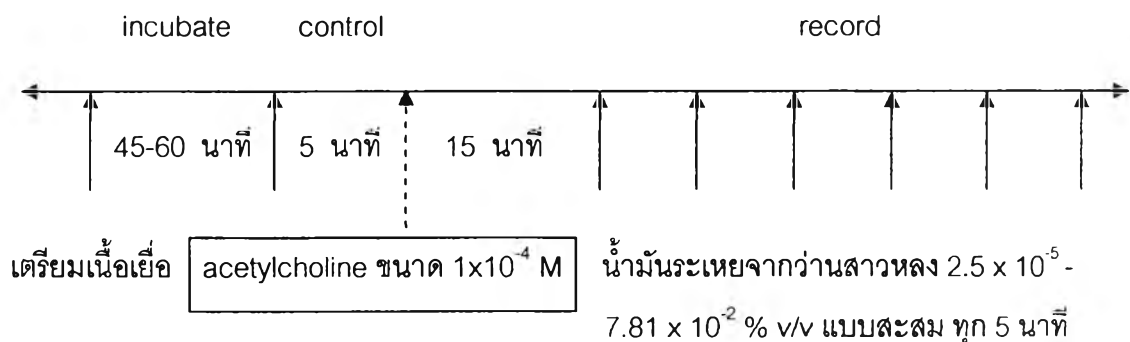 incubate control record
45-60 นาที 5 นาที 15 นาที
เตรียมเนื้อเยื่อ acetylcholine ขนาด 1x10⁻⁴ M น้ำมันระเหยจากว่านสาวหลง 2.5 x 10⁻⁵ -
7.81 x 10⁻² % v/v แบบสะสม ทุก 5 นาที